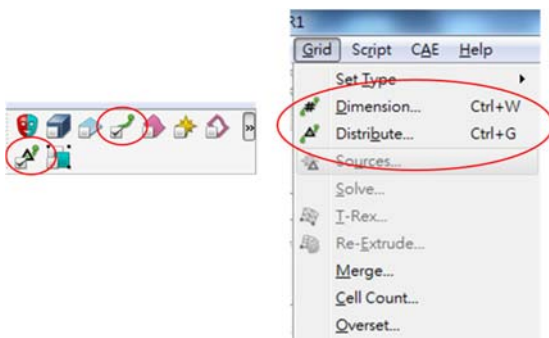 R1
Grid Script CAE Help
Set Type
Dimension... Ctrl+W
Distribute... Ctrl+G
Sources...
Solve...
T-Rex...
Re-Extrude...
Merge...
Cell Count...
Overset...